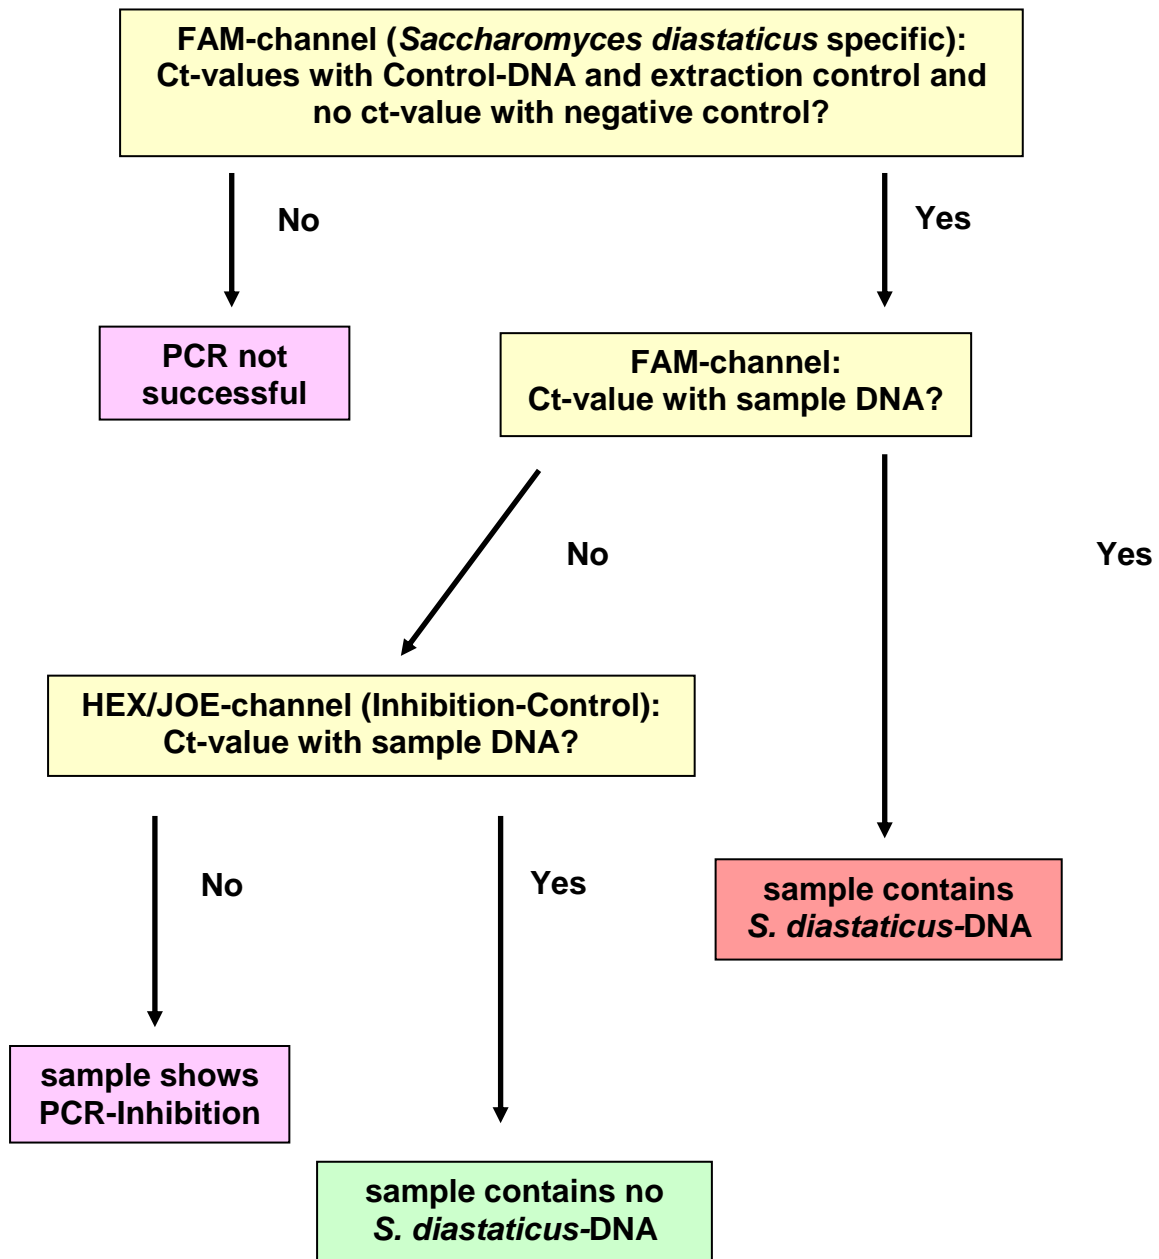 FAM-channel (Saccharomyces diastaticus specific):
Ct-values with Control-DNA and extraction control and
no ct-value with negative control?
No
Yes
PCR not
successful
FAM-channel:
Ct-value with sample DNA?
No
Yes
HEX/JOE-channel (Inhibition-Control):
Ct-value with sample DNA?
No
Yes
sample contains
S. diastaticus-DNA
sample shows
PCR-Inhibition
sample contains no
S. diastaticus-DNA